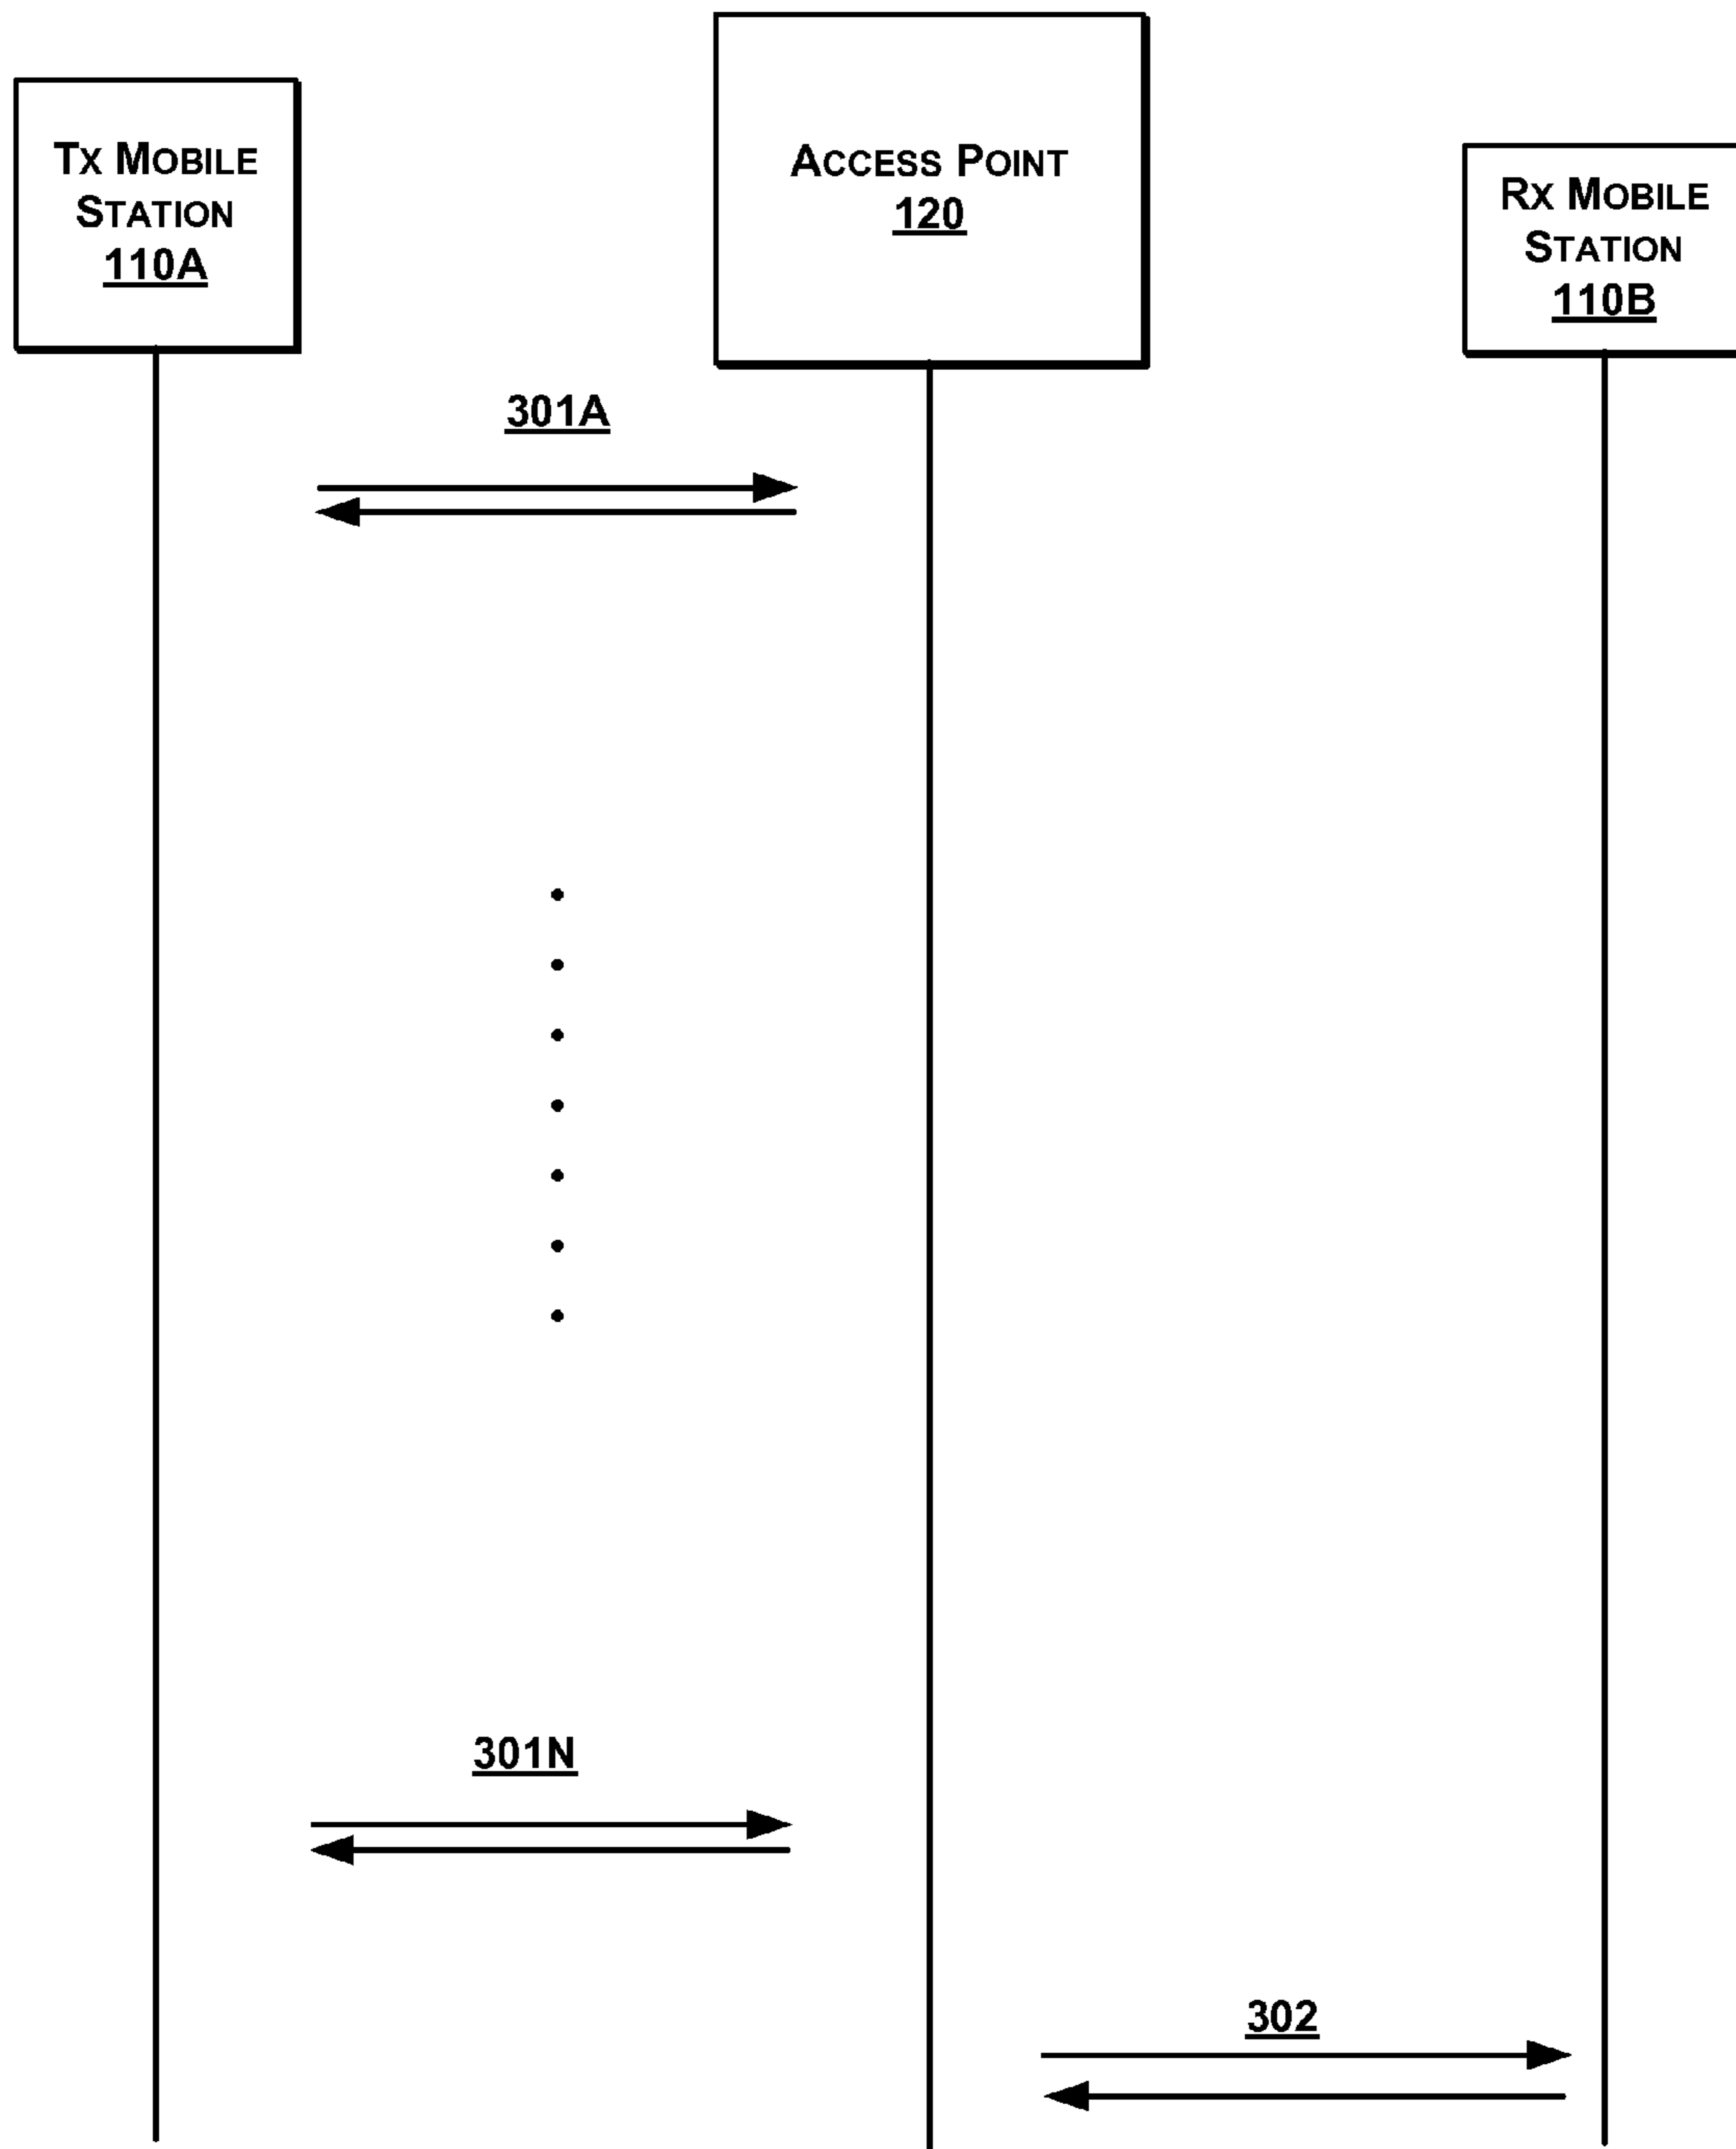 TX MOBILE
STATION
110A
ACCESS POINT
120
RX MOBILE
STATION
110B
301A
301N
302